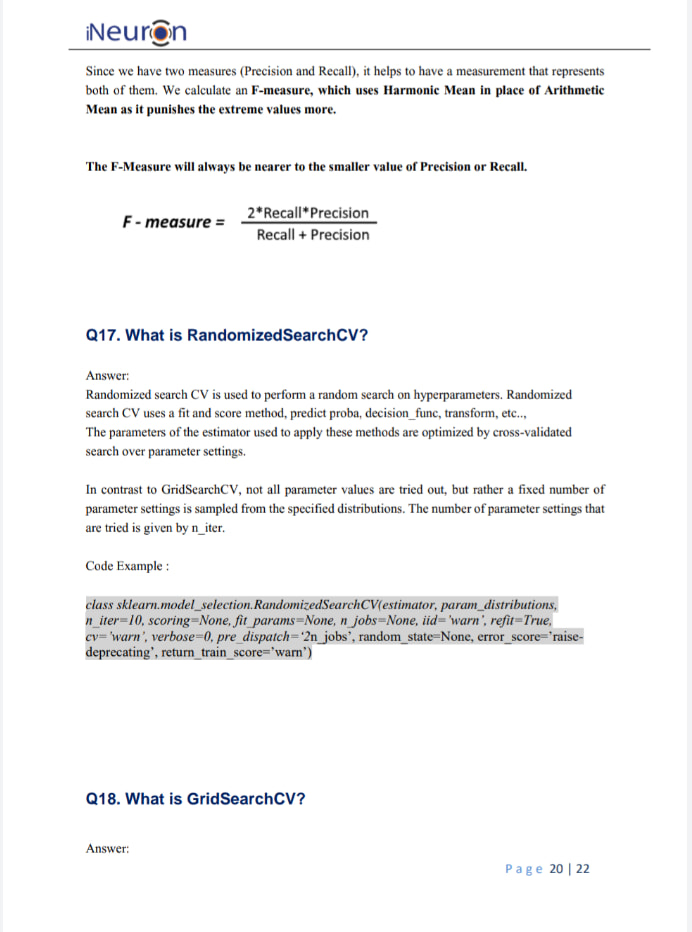 iNeuron
Since we have two measures (Precision and Recall), it helps to have a measurement that represents
both of them. We calculate an F-measure, which uses Harmonic Mean in place of Arithmetic
Mean as it punishes the extreme values more.
The F-Measure will always be nearer to the smaller value of Precision or Recall.
F - measure = 2*Recall*Precision
Recall + Precision
Q17. What is RandomizedSearchCV?
Answer:
Randomized search CV is used to perform a random search on hyperparameters. Randomized
search CV uses a fit and score method, predict proba, decision_func, transform, etc..,
The parameters of the estimator used to apply these methods are optimized by cross-validated
search over parameter settings.
In contrast to GridSearchCV, not all parameter values are tried out, but rather a fixed number of
parameter settings is sampled from the specified distributions. The number of parameter settings that
are tried is given by n_iter.
Code Example :
class sklearn.model_selection.RandomizedSearchCV(estimator, param_distributions,
n_iter=10, scoring=None, fit_params=None, n_jobs=None, iid='warn', refit=True,
cv='warn', verbose=0, pre_dispatch='2n_jobs', random_state=None, error_score='raise-
deprecating', return_train_score='warn')
Q18. What is GridSearchCV?
Answer:
Page 20 | 22